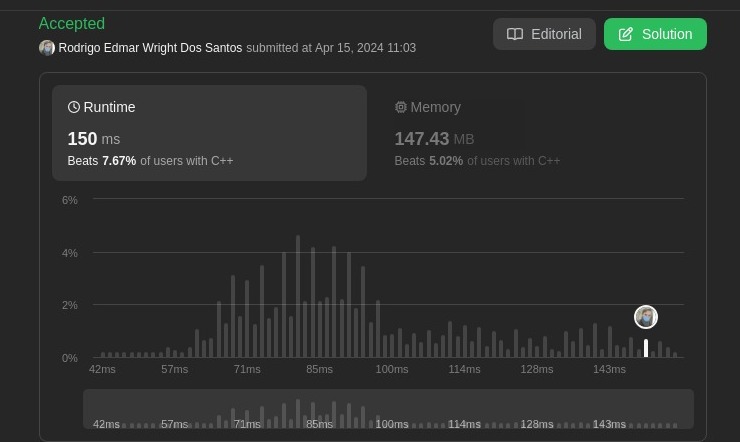 Accepted
Rodrigo Edmar Wright Dos Santos submitted at Apr 15, 2024 11:03
Editorial
Solution
Runtime
150 ms
Beats 7.67% of users with C++
Memory
147.43 MB
Beats 5.02% of users with C++
6%
4%
2%
0%
42ms 57ms 71ms 85ms 100ms 114ms 128ms 143ms
42ms 57ms 71ms 85ms 100ms 114ms 128ms 143ms